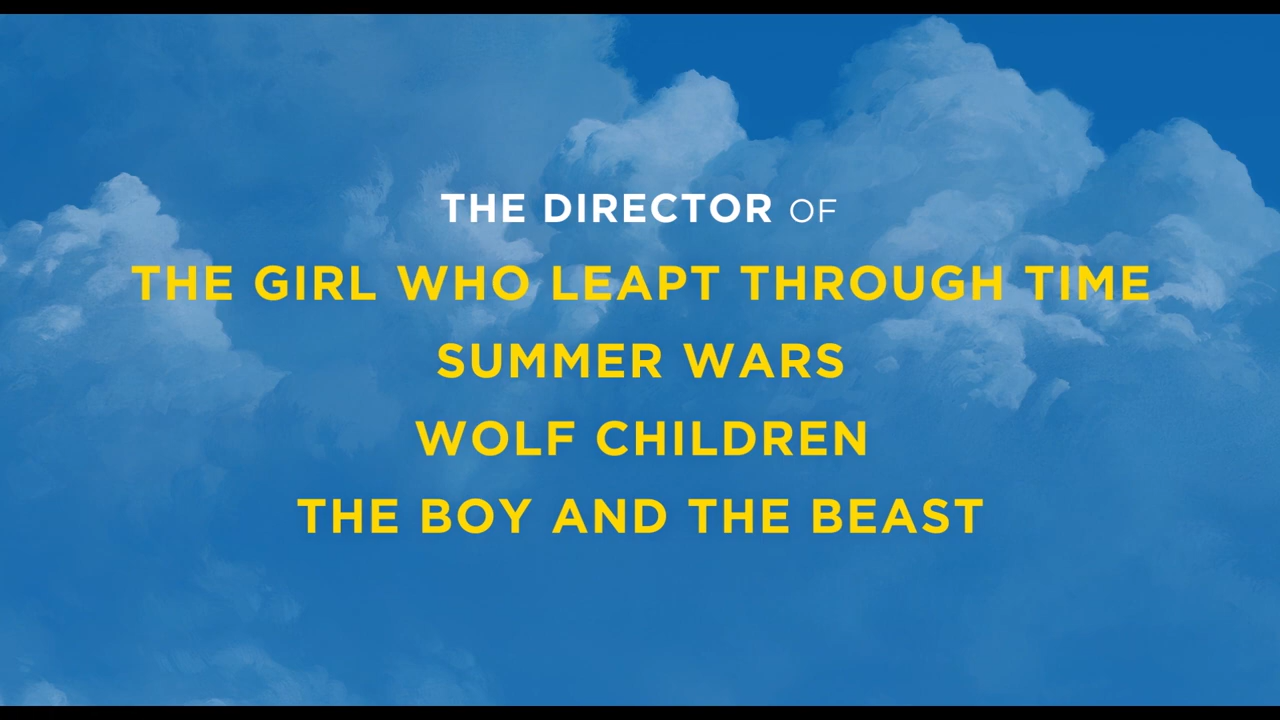 THE DIRECTOR OF
THE GIRL WHO LEAPT THROUGH TIME
SUMMER WARS
WOLF CHILDREN
THE BOY AND THE BEAST